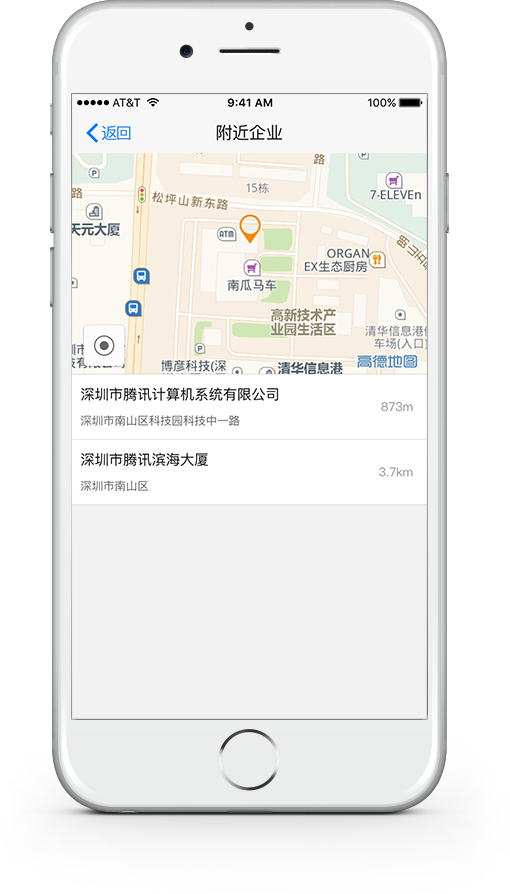 AT&T
9:41 AM
100%
返回
附近企业
P
P
路
15栋
7-ELEVEn
松坪山新东路
天元大厦
ATM
ORGAN
EX生态厨房
南瓜马车
高新技术产
业园生活区
清华信息港
车场(入口)
P
博彦科技(深
清华信息港
高德地图
深圳市腾讯计算机系统有限公司
873m
深圳市南山区科技园科技中一路
深圳市腾讯滨海大厦
3.7km
深圳市南山区